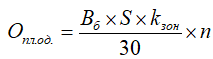 Oпл.од. = Bб × S × kзон / 30 × n